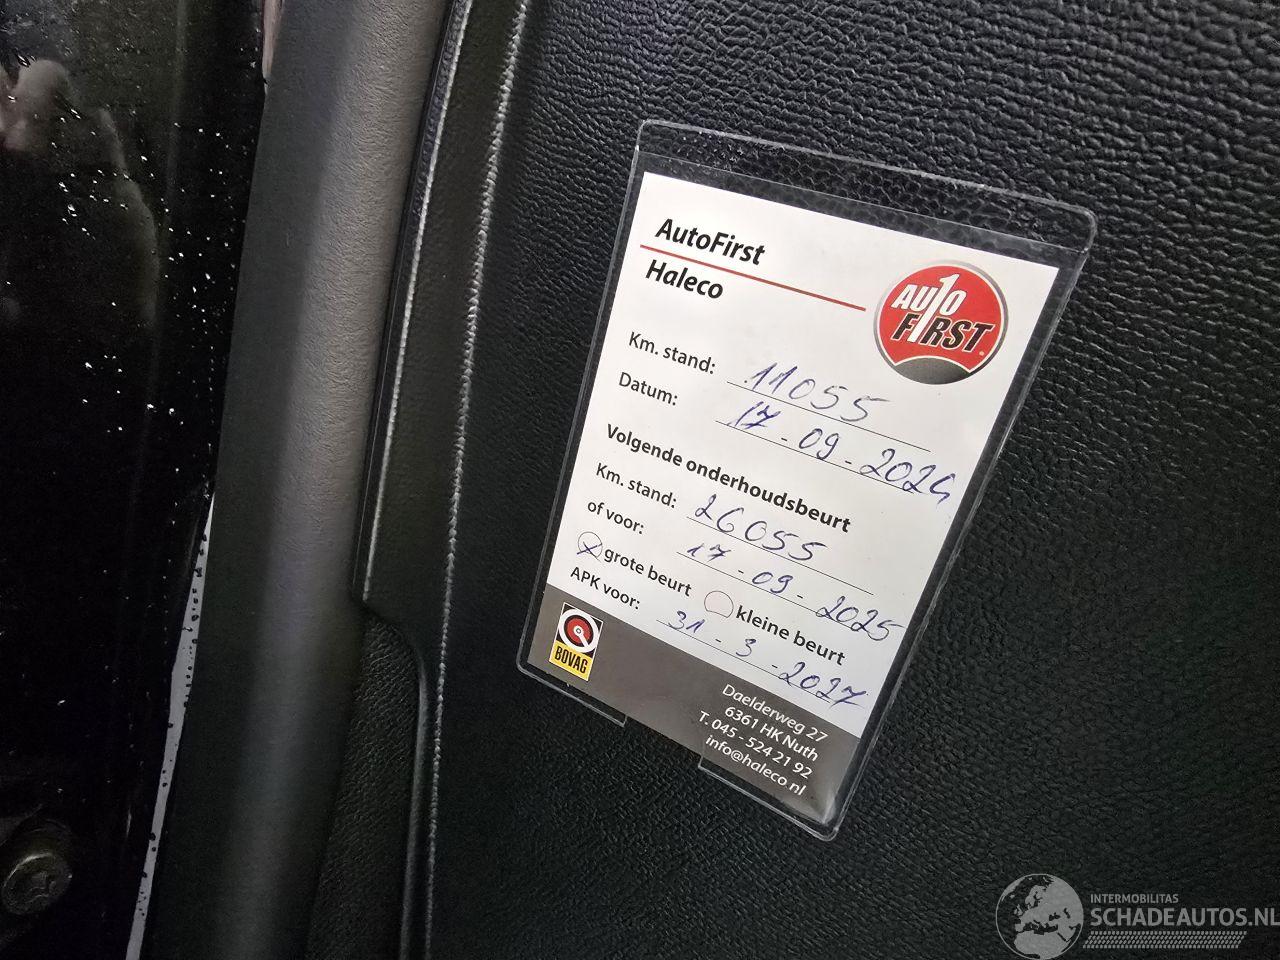 AutoFirst
Haleco
AUTO
F1RST.
Km. stand: 11055
Datum: 17-09-2024
Volgende onderhoudsbeurt
Km. stand: 26055
of voor: 17-09-2025
grote beurt kleine beurt
APK voor: 31-3-2027
BOVAG
Daelderweg 27
6361 HK Nuth
T. 045 - 524 21 92
info@haleco.nl
INTERMOBILITAS
SCHADEAUTOS.NL